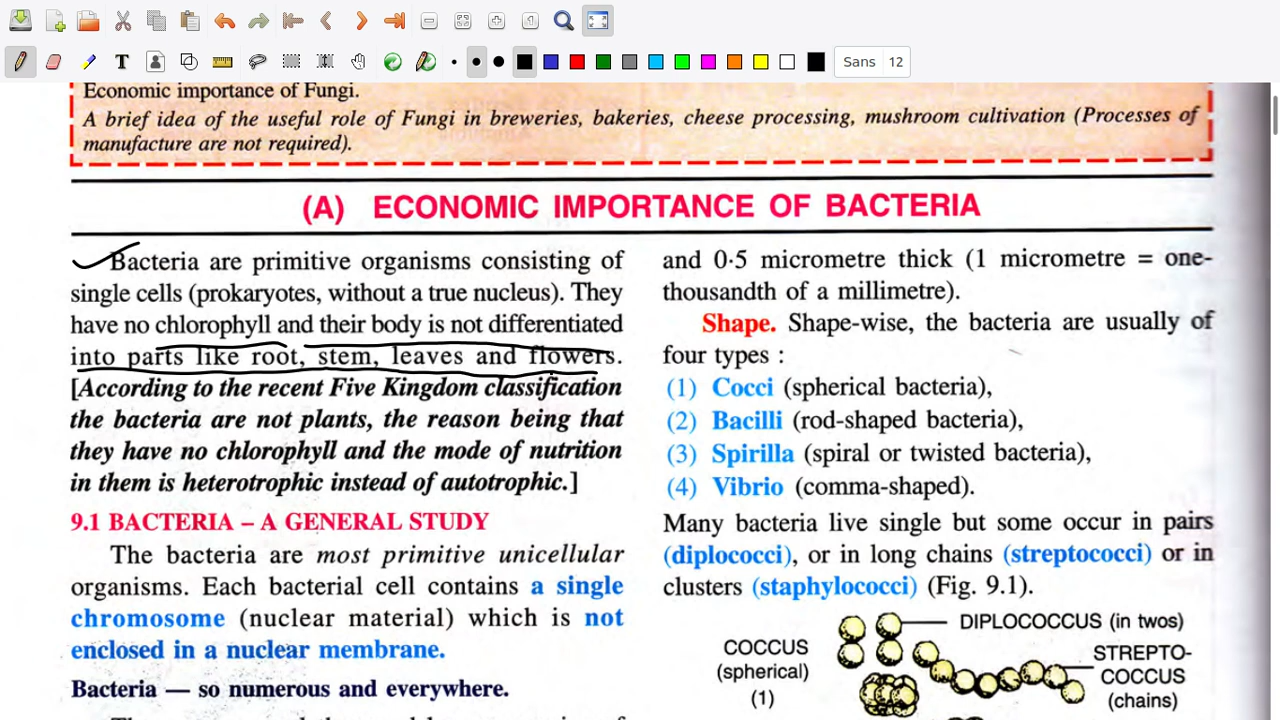 Sans 12
Economic importance of Fungi.
A brief idea of the useful role of Fungi in breweries, bakeries, cheese processing, mushroom cultivation (Processes of
manufacture are not required).
(A) ECONOMIC IMPORTANCE OF BACTERIA
Bacteria are primitive organisms consisting of
single cells (prokaryotes, without a true nucleus). They
have no chlorophyll and their body is not differentiated
into parts like root, stem, leaves and flowers.
[According to the recent Five Kingdom classification
the bacteria are not plants, the reason being that
they have no chlorophyll and the mode of nutrition
in them is heterotrophic instead of autotrophic.]
9.1 BACTERIA – A GENERAL STUDY
The bacteria are most primitive unicellular
organisms. Each bacterial cell contains a single
chromosome (nuclear material) which is not
enclosed in a nuclear membrane.
Bacteria — so numerous and everywhere.
and 0·5 micrometre thick (1 micrometre = one-
thousandth of a millimetre).
Shape. Shape-wise, the bacteria are usually of
four types :
(1) Cocci (spherical bacteria),
(2) Bacilli (rod-shaped bacteria),
(3) Spirilla (spiral or twisted bacteria),
(4) Vibrio (comma-shaped).
Many bacteria live single but some occur in pairs
(diplococci), or in long chains (streptococci) or in
clusters (staphylococci) (Fig. 9.1).
COCCUS
(spherical)
(1)
DIPLOCOCCUS (in twos)
STREPTO-
COCCUS
(chains)